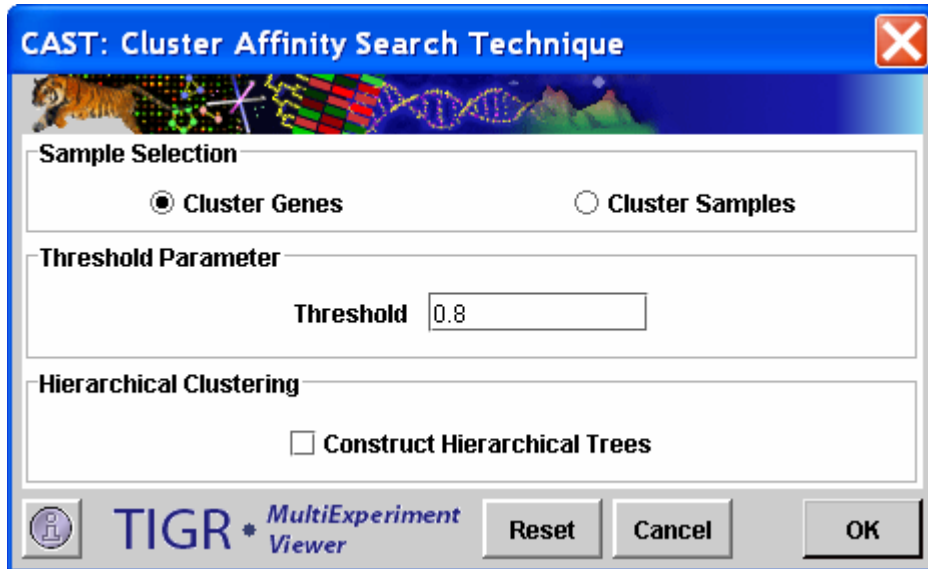 CAST: Cluster Affinity Search Technique
Sample Selection
Cluster Genes Cluster Samples
Threshold Parameter
Threshold 0.8
Hierarchical Clustering
Construct Hierarchical Trees
TIGR MultiExperiment Viewer Reset Cancel OK